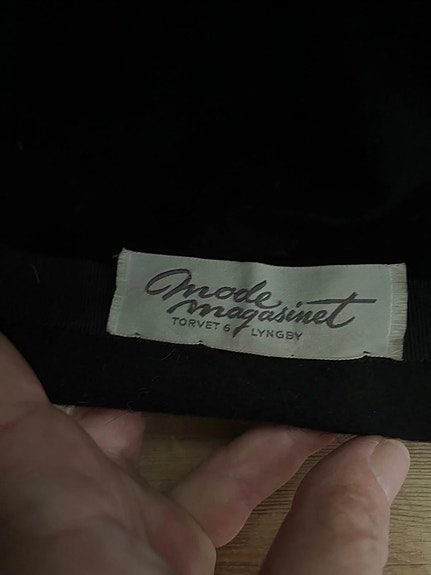 Mode
magasinet
TORVET 6 LYNGBY